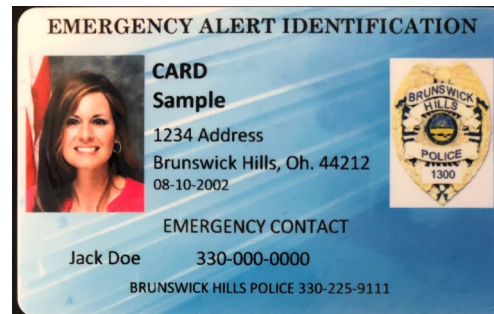 EMERGENCY ALERT IDENTIFICATION
CARD
Sample
1234 Address
Brunswick Hills, Oh. 44212
08-10-2002
BRUNSWICK
HILLS
POLICE
1300
EMERGENCY CONTACT
Jack Doe 330-000-0000
BRUNSWICK HILLS POLICE 330-225-9111